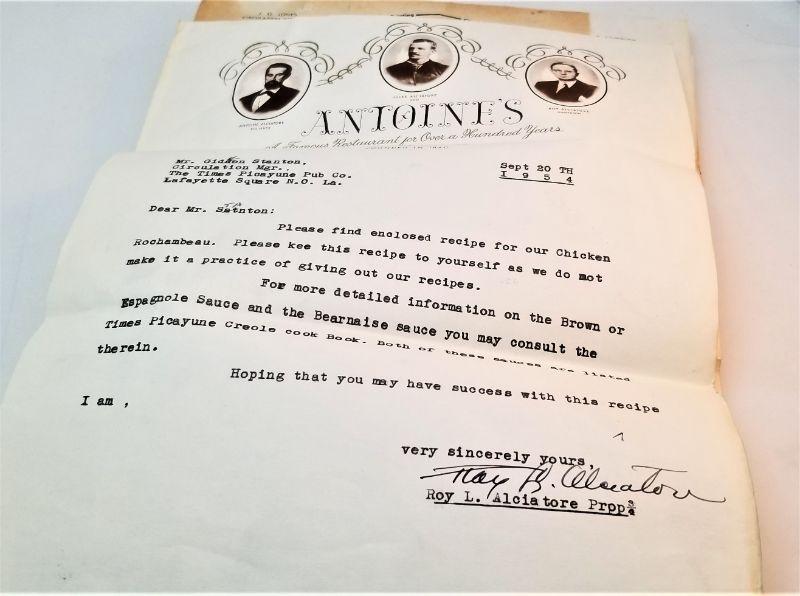 ANTOINE'S
A Famous Restaurant for Over a Hundred Years
Mr. Gideon Stanton,
Circulation Mgr.,
The Times Picayune Pub Co.
Lafayette Square N.O. La.
Sept 20 TH
1 9 5 4
Dear Mr. Stanton:
Please find enclosed recipe for our Chicken
Rochambeau. Please kee this recipe to yourself as we do mot
make it a practice of giving out our recipes.
For more detailed information on the Brown or
Espagnole Sauce and the Bearnaise sauce you may consult the
Times Picayune Creole cook Book. Both of these sauces are listed
therein.
Hoping that you may have success with this recipe
I am ,
very sincerely yours,
Roy L. Alciatore
Roy L. Alciatore Prpp¾